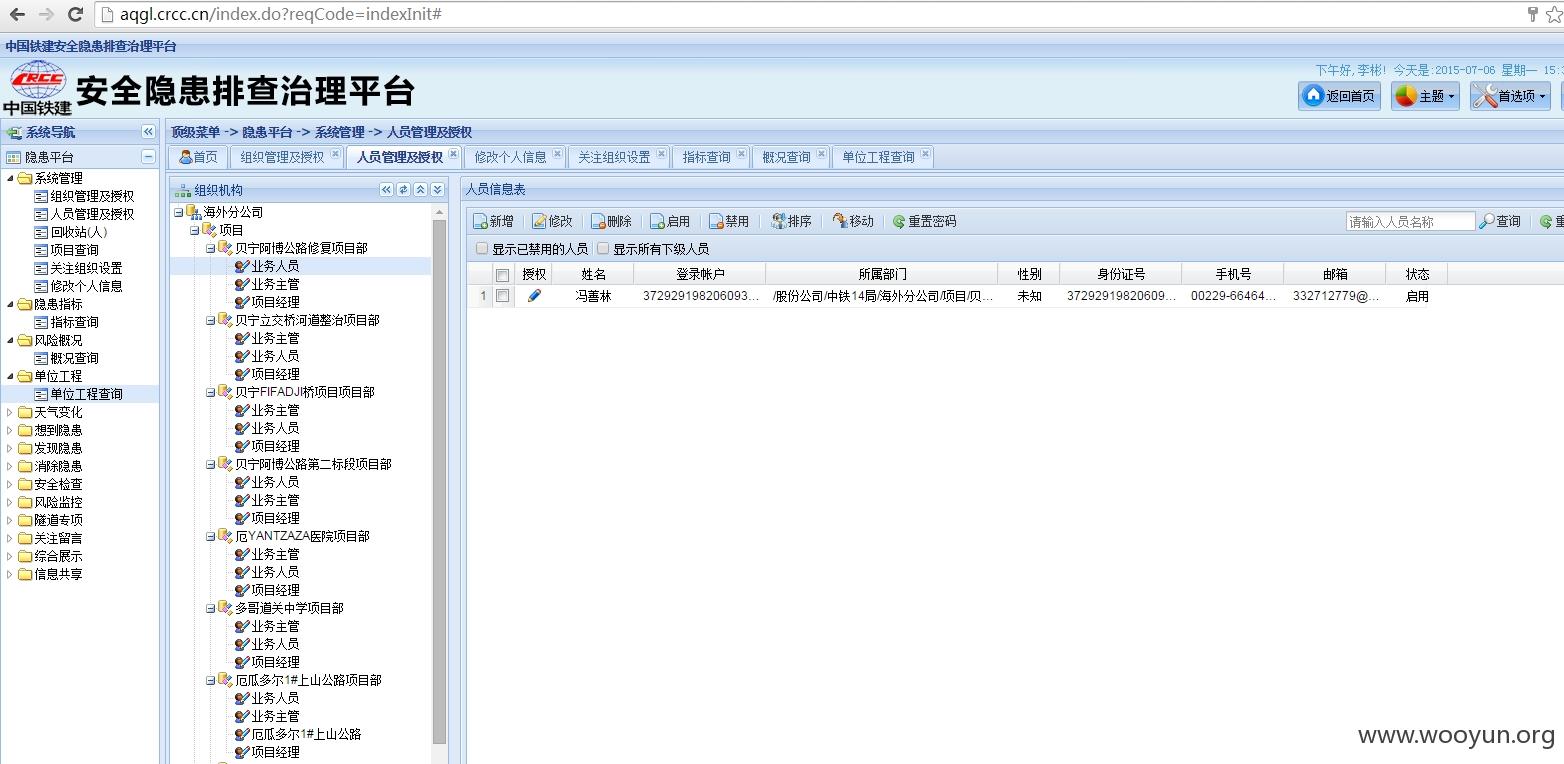 aqgl.crcc.cn/index.do?reqCode=indexInit#
中国铁建安全隐患排查治理平台
CRCC
中国铁建
安全隐患排查治理平台
下午好,李彬! 今天是:2015-07-06 星期一 15:
返回首页 主题 首选项
系统导航
顶级菜单 -> 隐患平台 -> 系统管理 -> 人员管理及授权
隐患平台
首页 组织管理及授权 人员管理及授权 修改个人信息 关注组织设置 指标查询 概况查询 单位工程查询
系统管理
组织管理及授权
人员管理及授权
回收站(人)
项目查询
关注组织设置
修改个人信息
隐患指标
指标查询
风险概况
概况查询
单位工程
单位工程查询
天气变化
想到隐患
发现隐患
消除隐患
安全检查
风险监控
隧道专项
关注留言
综合展示
信息共享
组织机构
海外分公司
项目
贝宁阿博公路修复项目部
业务人员
业务主管
项目经理
贝宁立交桥河道整治项目部
业务主管
业务人员
项目经理
贝宁FIFADJI桥项目项目部
业务主管
业务人员
项目经理
贝宁阿博公路第二标段项目部
业务人员
业务主管
项目经理
厄YANTZAZA医院项目部
业务主管
业务人员
项目经理
多哥道关中学项目部
业务主管
业务人员
项目经理
厄瓜多尔1#上山公路项目部
业务人员
业务主管
厄瓜多尔1#上山公路
项目经理
人员信息表
新增 修改 删除 启用 禁用 排序 移动 重置密码 请输入人员名称 查询 重
显示已禁用的人员 显示所有下级人员
授权 姓名 登录帐户 所属部门 性别 身份证号 手机号 邮箱 状态
1 冯善林 372929198206093... /股份公司/中铁14局/海外分公司/项目/贝... 未知 37292919820609... 00229-66464... 332712779@... 启用
www.wooyun.org